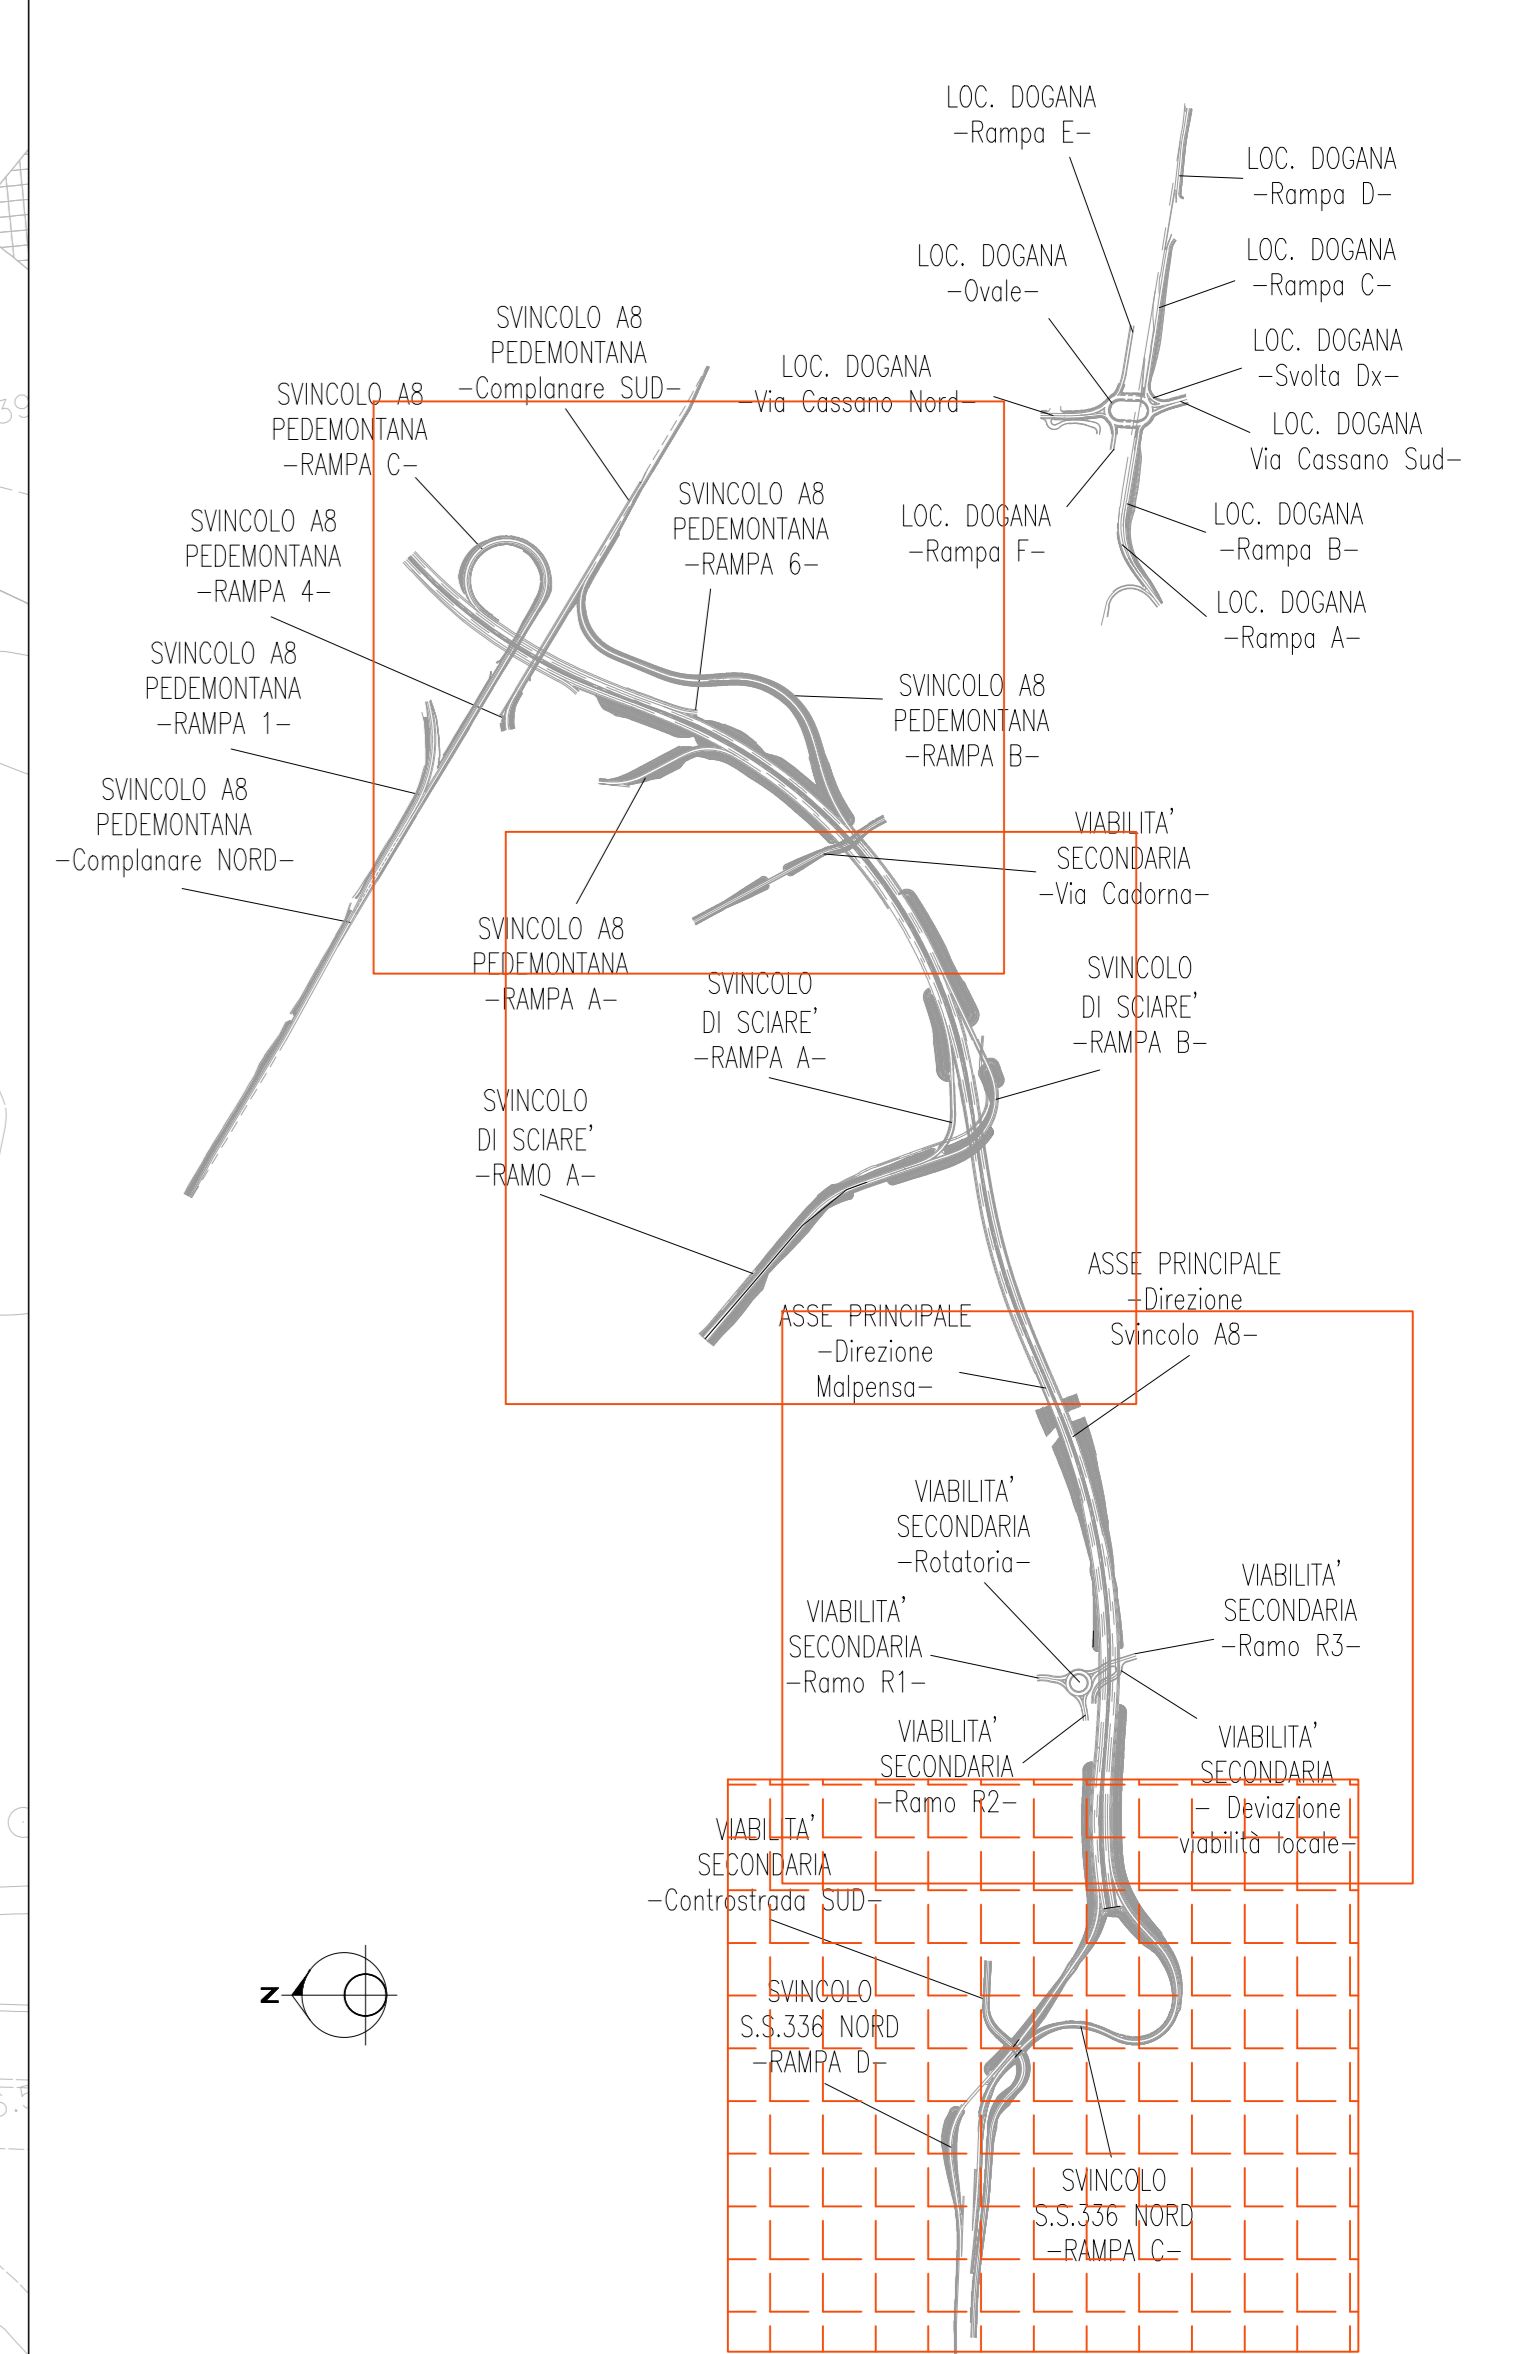 LOC. DOGANA
-Rampa E-
LOC. DOGANA
-Rampa D-
LOC. DOGANA
-Ovale-
LOC. DOGANA
-Rampa C-
SVINCOLO A8
PEDEMONTANA
-Complanare SUD-
LOC. DOGANA
-Svolta Dx-
LOC. DOGANA
-Via Cassano Nord-
SVINCOLO A8
PEDEMONTANA
-RAMPA C-
LOC. DOGANA
Via Cassano Sud-
SVINCOLO A8
PEDEMONTANA
-RAMPA 6-
LOC. DOGANA
-Rampa F-
LOC. DOGANA
-Rampa B-
SVINCOLO A8
PEDEMONTANA
-RAMPA 4-
LOC. DOGANA
-Rampa A-
SVINCOLO A8
PEDEMONTANA
-RAMPA 1-
SVINCOLO A8
PEDEMONTANA
-RAMPA B-
SVINCOLO A8
PEDEMONTANA
-Complanare NORD-
VIABILITA'
SECONDARIA
-Via Cadorna-
SVINCOLO A8
PEDEMONTANA
-RAMPA A-
SVINCOLO
DI SCIARE'
-RAMPA A-
SVINCOLO
DI SCIARE'
-RAMPA B-
SVINCOLO
DI SCIARE'
-RAMO A-
ASSE PRINCIPALE
-Direzione
Svincolo A8-
ASSE PRINCIPALE
-Direzione
Malpensa-
VIABILITA'
SECONDARIA
-Rotatoria-
VIABILITA'
SECONDARIA
-Ramo R3-
VIABILITA'
SECONDARIA
-Ramo R1-
VIABILITA'
SECONDARIA
-Ramo R2-
VIABILITA'
SECONDARIA
- Deviazione
viabilità locale-
VIABILITA'
SECONDARIA
-Controstrada SUD-
SVINCOLO
S.S.336 NORD
-RAMPA D-
N
SVINCOLO
S.S.336 NORD
-RAMPA C-